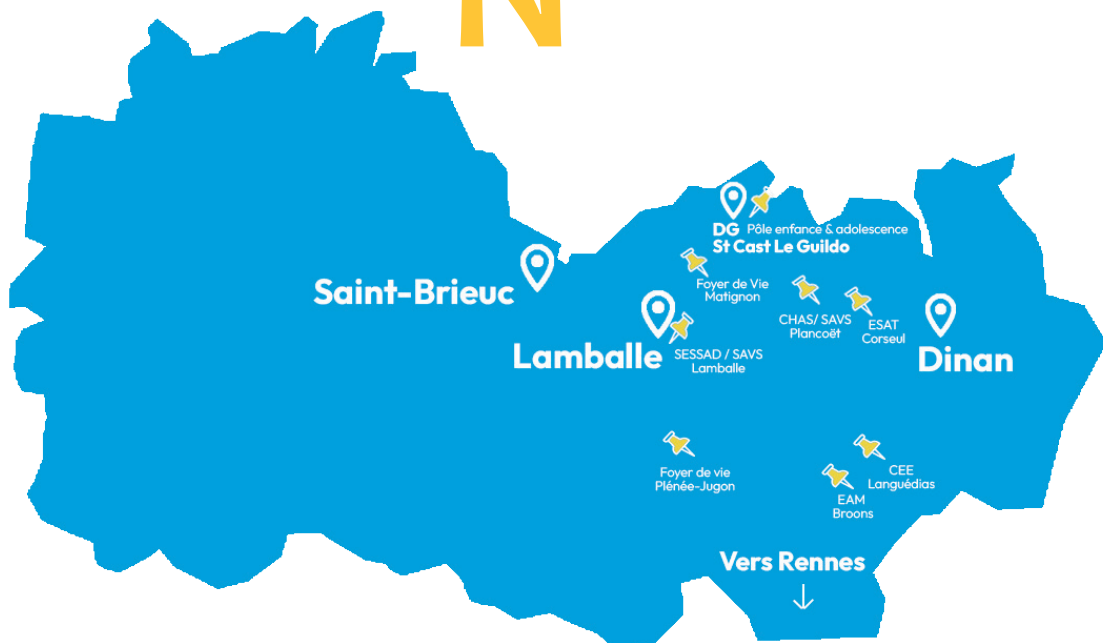 N
DG Pôle enfance & adolescence
St Cast Le Guildo
Saint-Brieuc
Foyer de Vie
Matignon
CHAS/ SAVS
Plancoët
ESAT
Corseul
Lamballe
SESSAD / SAVS
Lamballe
Dinan
Foyer de vie
Plénée-Jugon
CEE
Languédias
EAM
Broons
Vers Rennes
↓